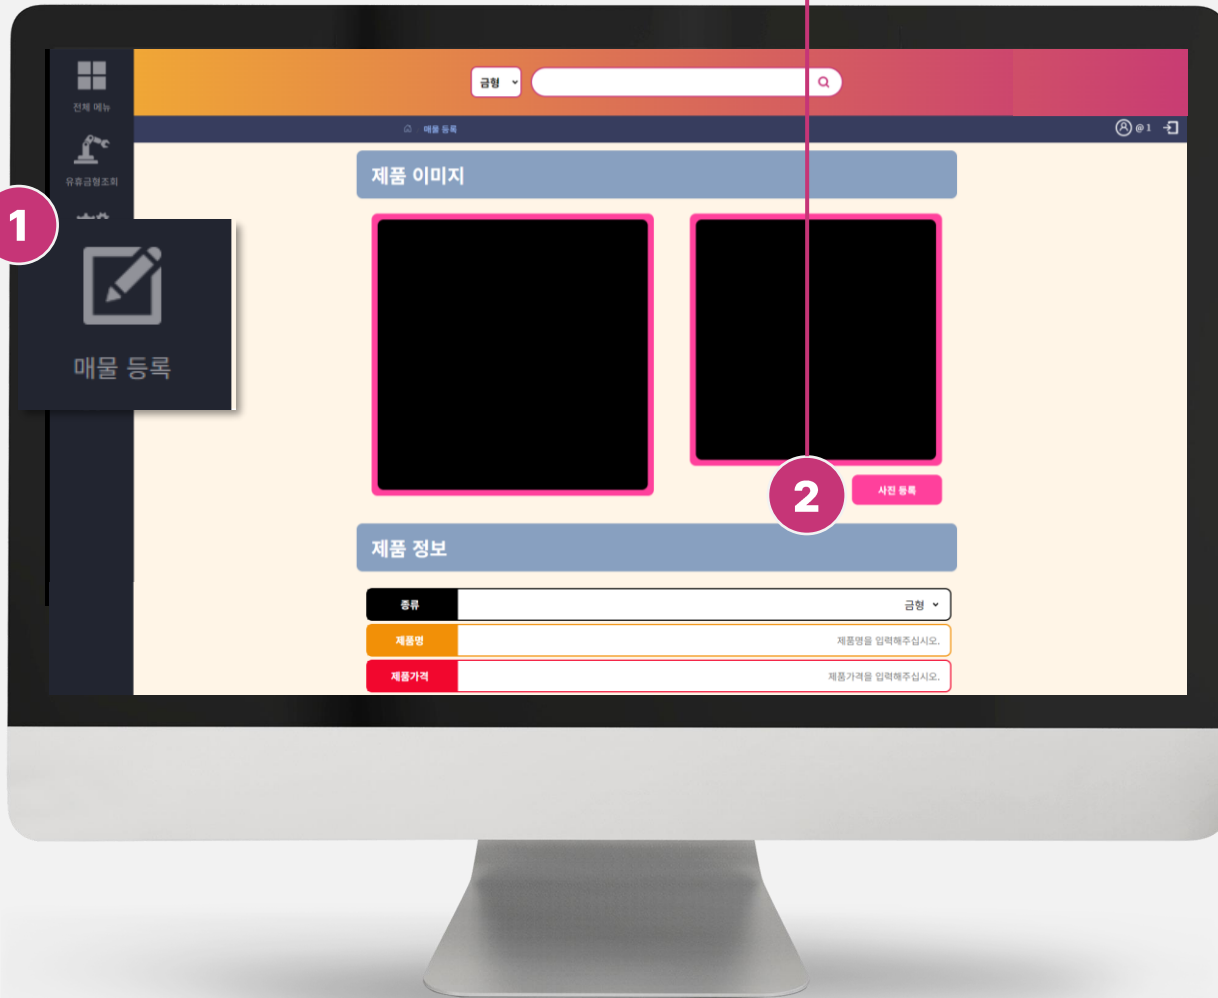 전체 메뉴
유휴금형조회
1
매물 등록
금형
매물 등록
@ 1
제품 이미지
2
사진 등록
제품 정보
종류
금형
제품명
제품명을 입력해주십시오.
제품가격
제품가격을 입력해주십시오.